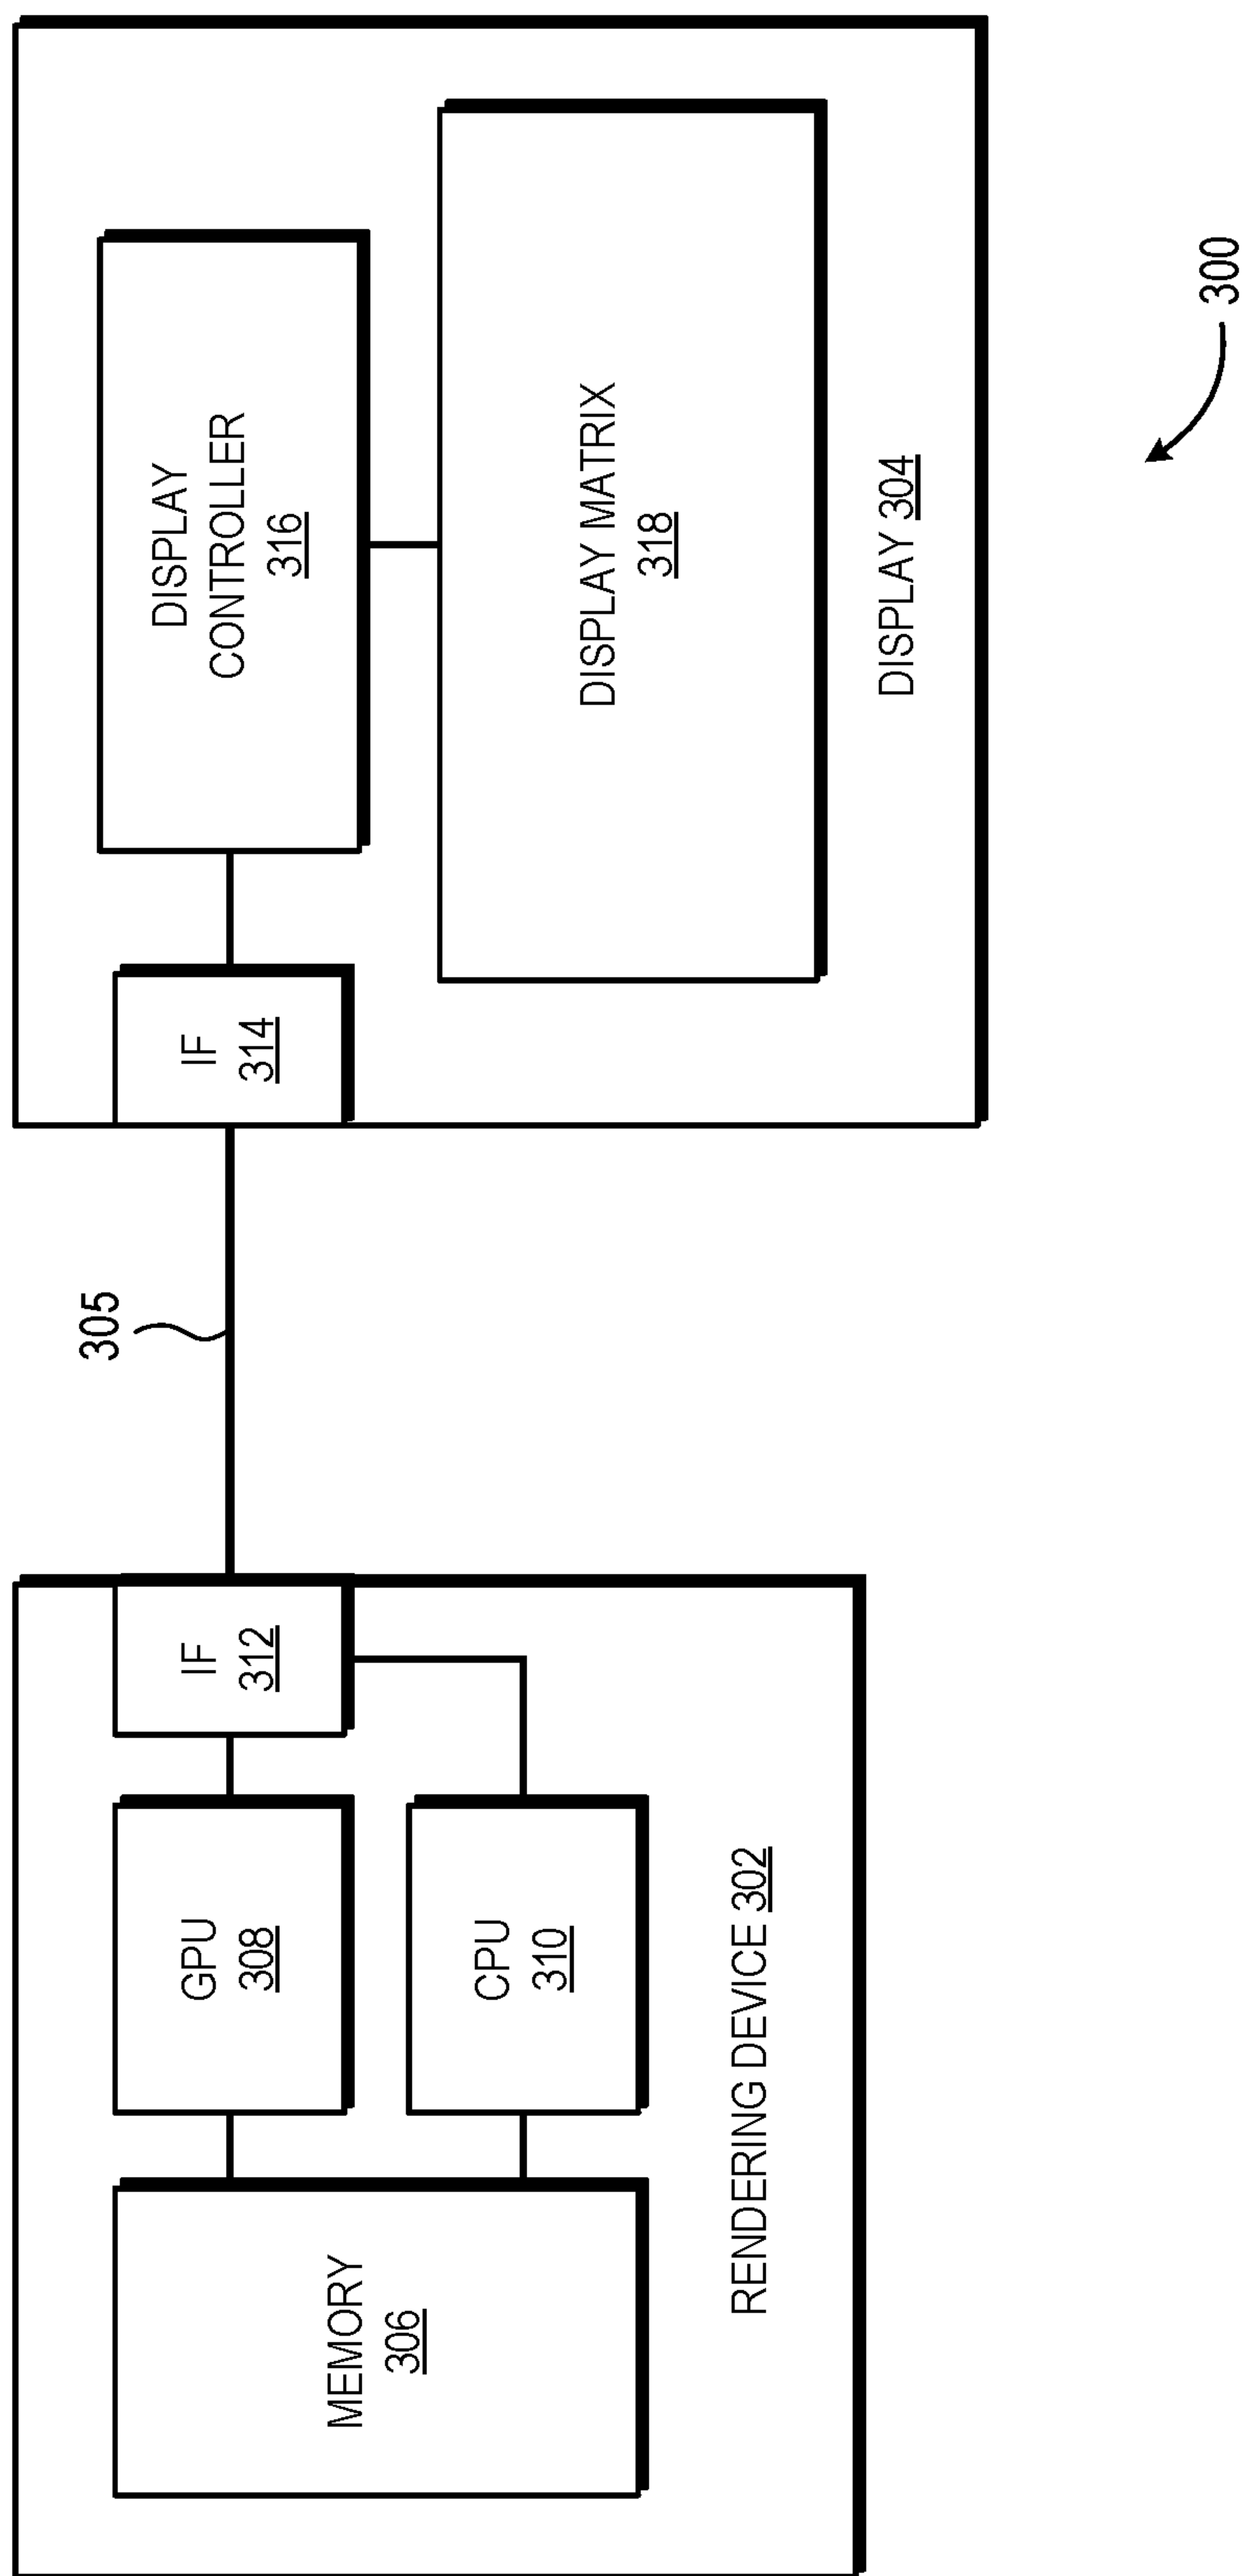 MEMORY
306
GPU
308
CPU
310
IF
312
RENDERING DEVICE 302
305
IF
314
DISPLAY
CONTROLLER
316
DISPLAY MATRIX
318
DISPLAY 304
300